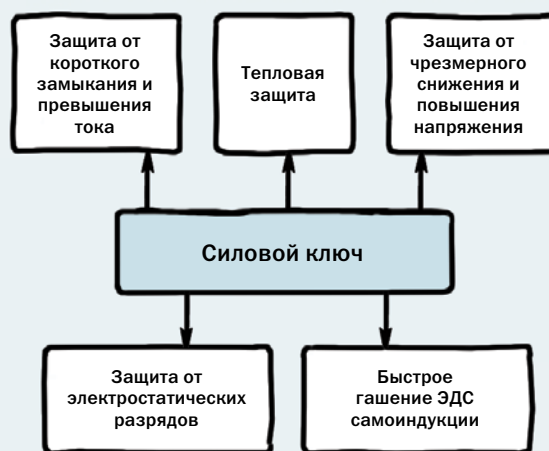 Защита от
короткого
замыкания и
превышения
тока
Тепловая
защита
Защита от
чрезмерного
снижения и
повышения
напряжения
Силовой ключ
Защита от
электростатических
разрядов
Быстрое
гашение ЭДС
самоиндукции